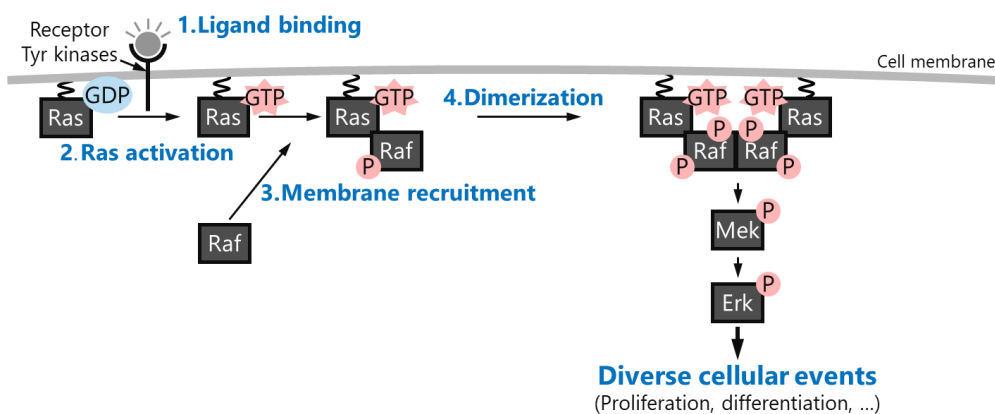 Receptor
Tyr kinases
1.Ligand binding
Cell membrane
GDP
Ras
2.Ras activation
GTP
Ras
GTP
Ras
Raf
P
3.Membrane recruitment
Raf
4.Dimerization
GTP
GTP
Ras
Ras
P
P
Raf
Raf
P
P
Mek
P
Erk
P
Diverse cellular events
(Proliferation, differentiation, ...)